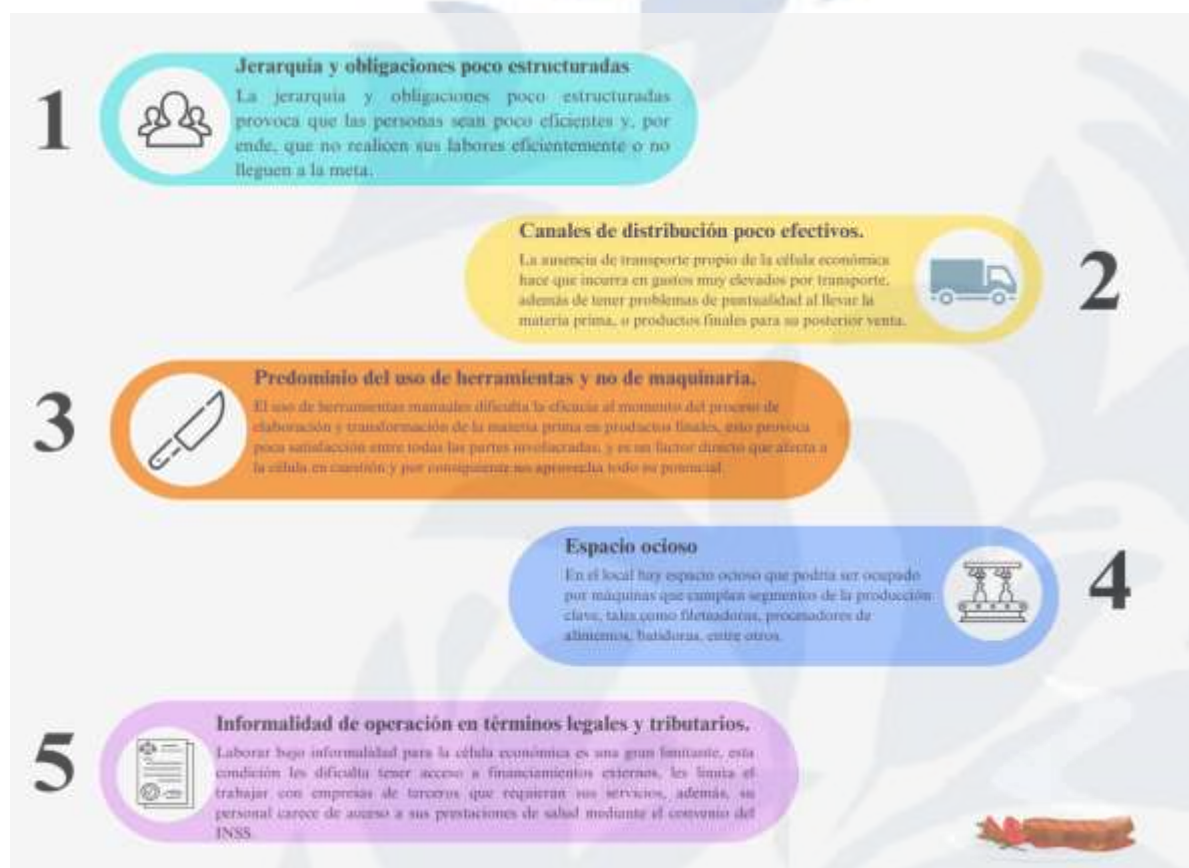 1
Jerarquia y obligaciones poco estructuradas
La jerarquia y obligaciones poco estructuradas
provoca que las personas sean poco eficientes y, por
ende, que no realicen sus labores eficientemente o no
lleguen a la meta.
Canales de distribución poco efectivos.
La ausencia de transporte propio de la célula económica
hace que incurra en gastos muy elevados por transporte,
además de tener problemas de puntualidad al llevar la
materia prima, o productos finales para su posterior venta.
2
3
Predominio del uso de herramientas y no de maquinaria.
El uso de herramientas manuales dificulta la eficacia al momento del proceso de
elaboración y transformación de la materia prima en productos finales, esto provoca
poca satisfacción entre todas las partes involucradas, y es un factor directo que afecta a
la célula en cuestión y por consiguiente no aprovecha todo su potencial.
Espacio ocioso
En el local hay espacio ocioso que podría ser ocupado
por máquinas que cumplan segmentos de la producción
clave, tales como fileteadoras, procesadores de
alimentos, batidoras, entre otros.
4
5
Informalidad de operación en términos legales y tributarios.
Laborar bajo informalidad para la célula económica es una gran limitante, esta
condición les dificulta tener acceso a financiamientos externos, les limita el
trabajar con empresas de terceros que requieran sus servicios, además, su
personal carece de acceso a sus prestaciones de salud mediante el convenio del
INSS.